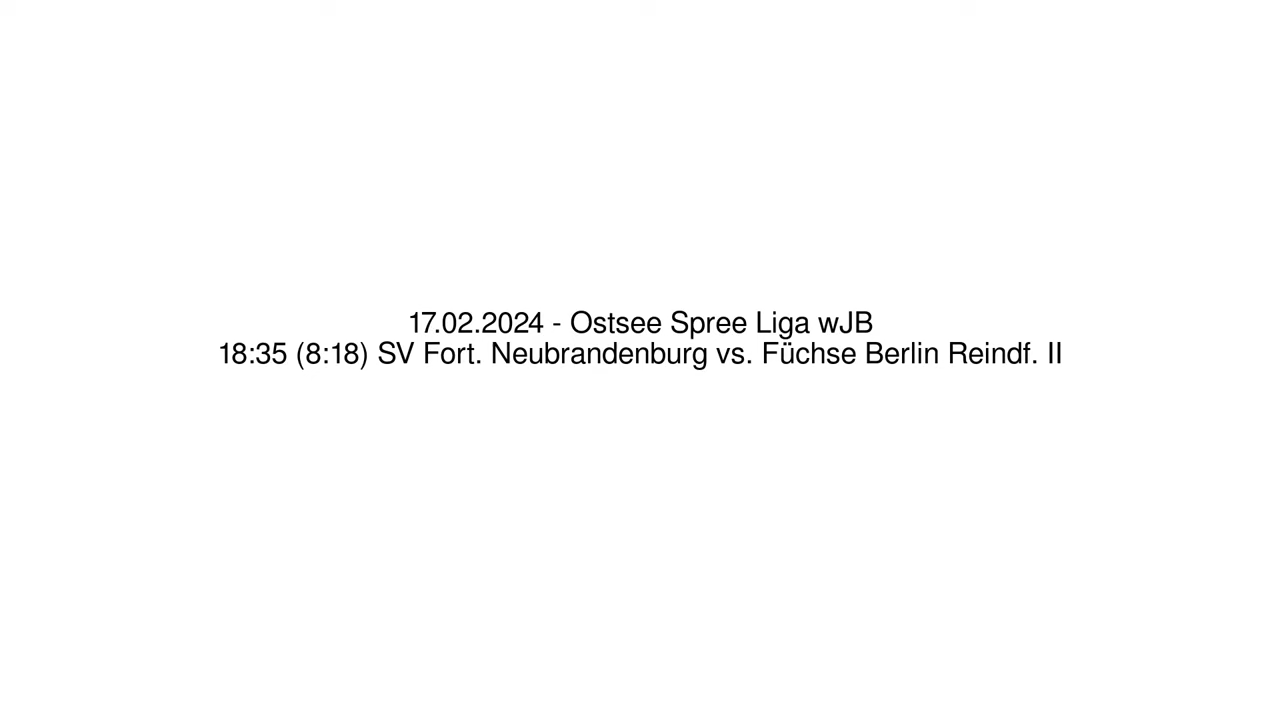 17.02.2024 - Ostsee Spree Liga wJB
18:35 (8:18) SV Fort. Neubrandenburg vs. Füchse Berlin Reindf. II